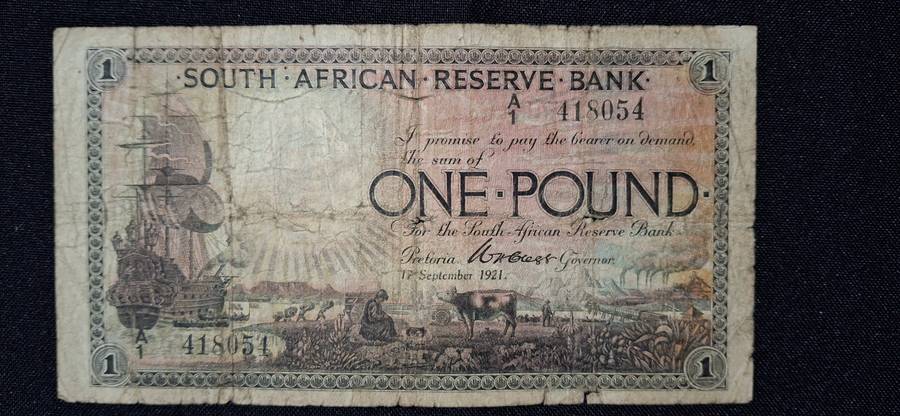 1 1
·SOUTH·AFRICAN·RESERVE·BANK·
A/1 418054
I promise to pay the bearer on demand,
the sum of
ONE·POUND·
For the South African Reserve Bank
Pretoria Governor.
17 September 1921.
A/1 418054
1 1